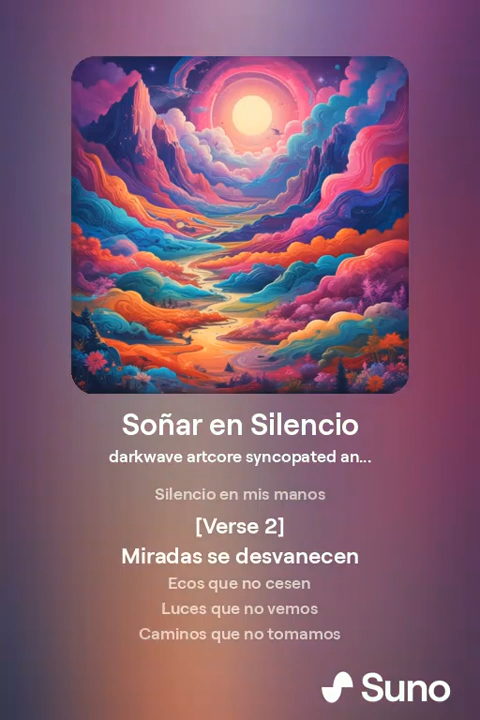 Soñar en Silencio
darkwave artcore syncopated an...
Silencio en mis manos
[Verse 2]
Miradas se desvanecen
Ecos que no cesen
Luces que no vemos
Caminos que no tomamos
Suno